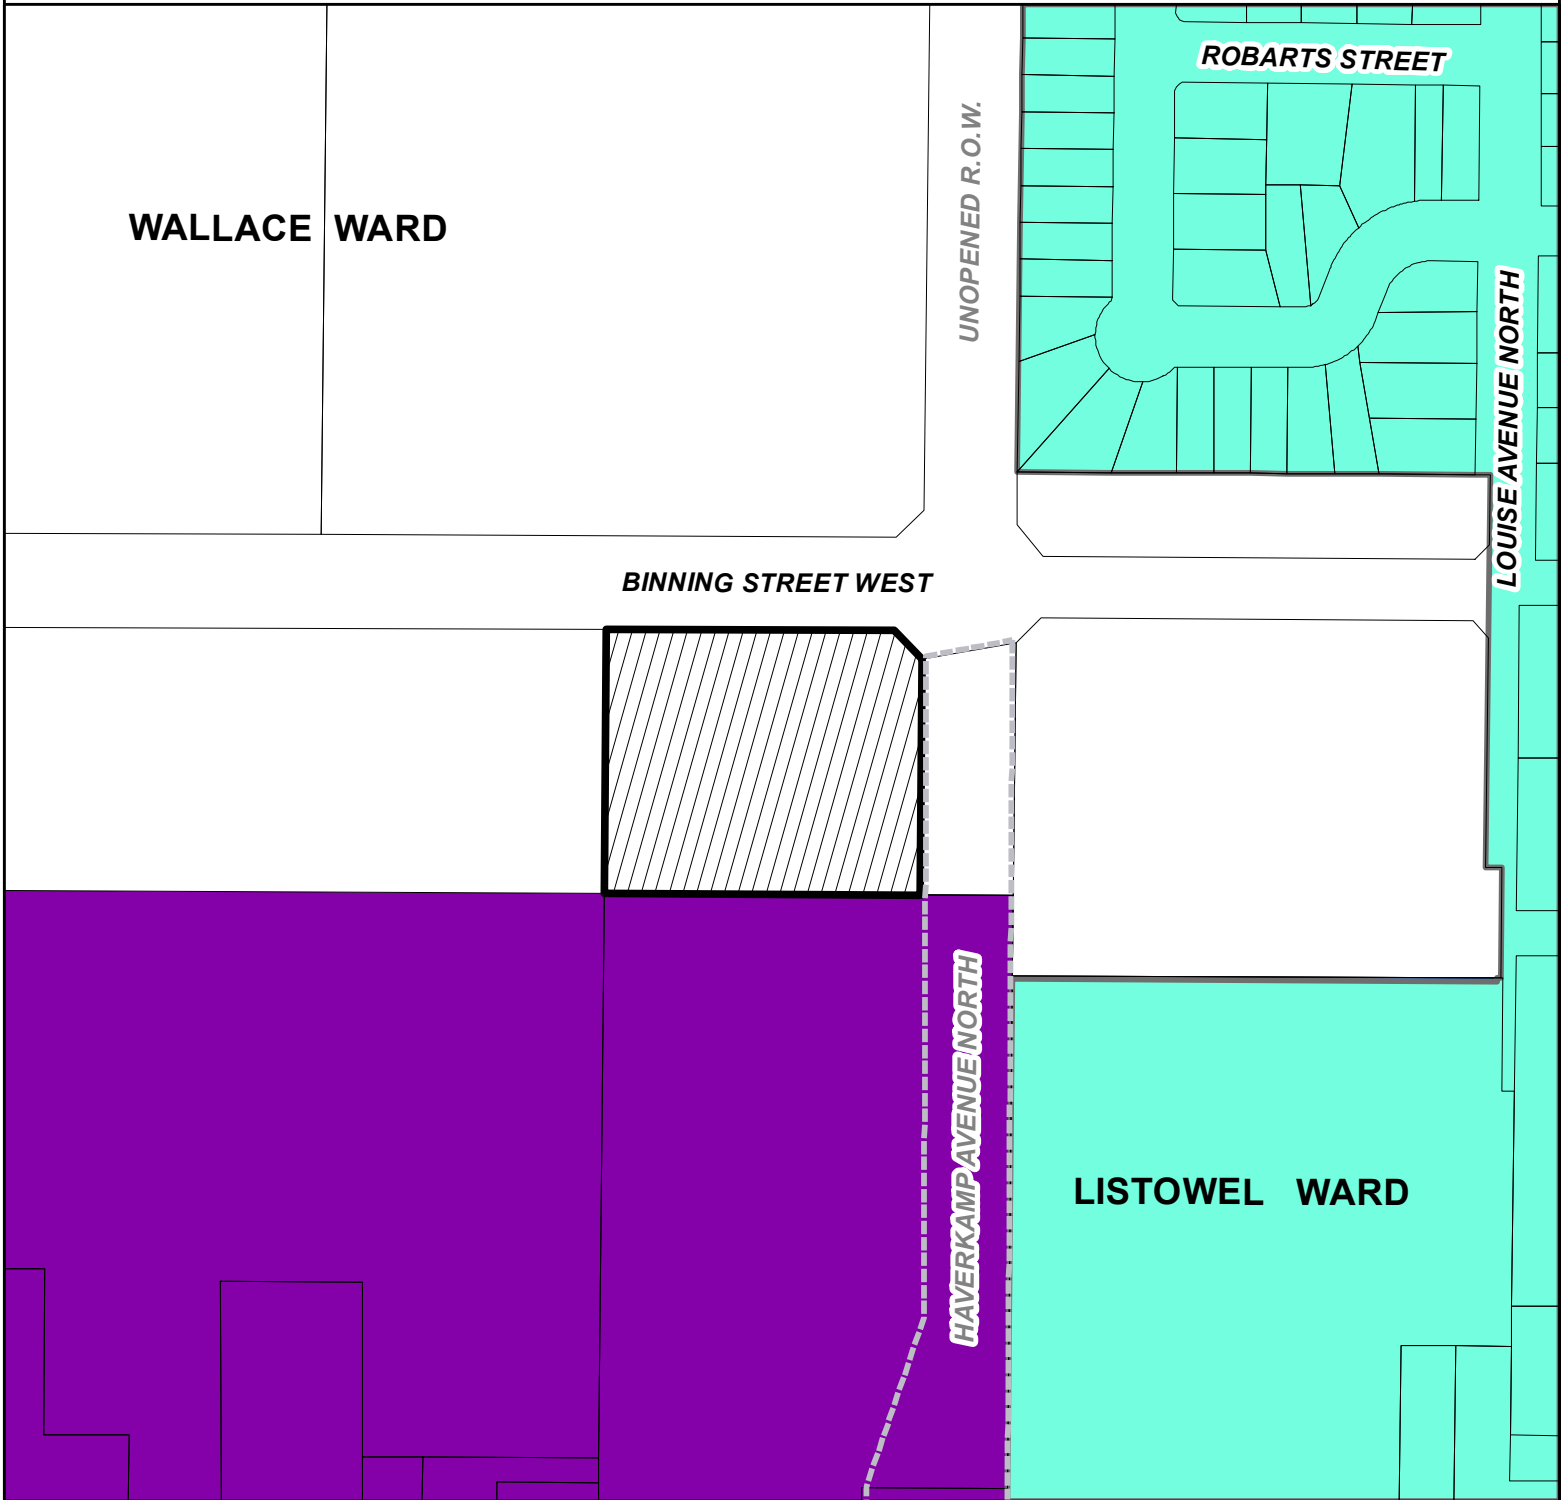 ROBARTS STREET
UNOPENED R.O.W.
WALLACE WARD
LOUISE AVENUE NORTH
BINNING STREET WEST
HAVERKAMP AVENUE NORTH
LISTOWEL WARD